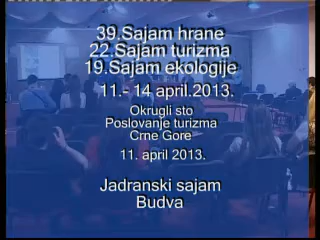 39.Sajam hrane
22.Sajam turizma
19.Sajam ekologije
11.- 14 april.2013.
Okrugli sto
Poslovanje turizma
Crne Gore
11. april 2013.
Jadranski sajam
Budva